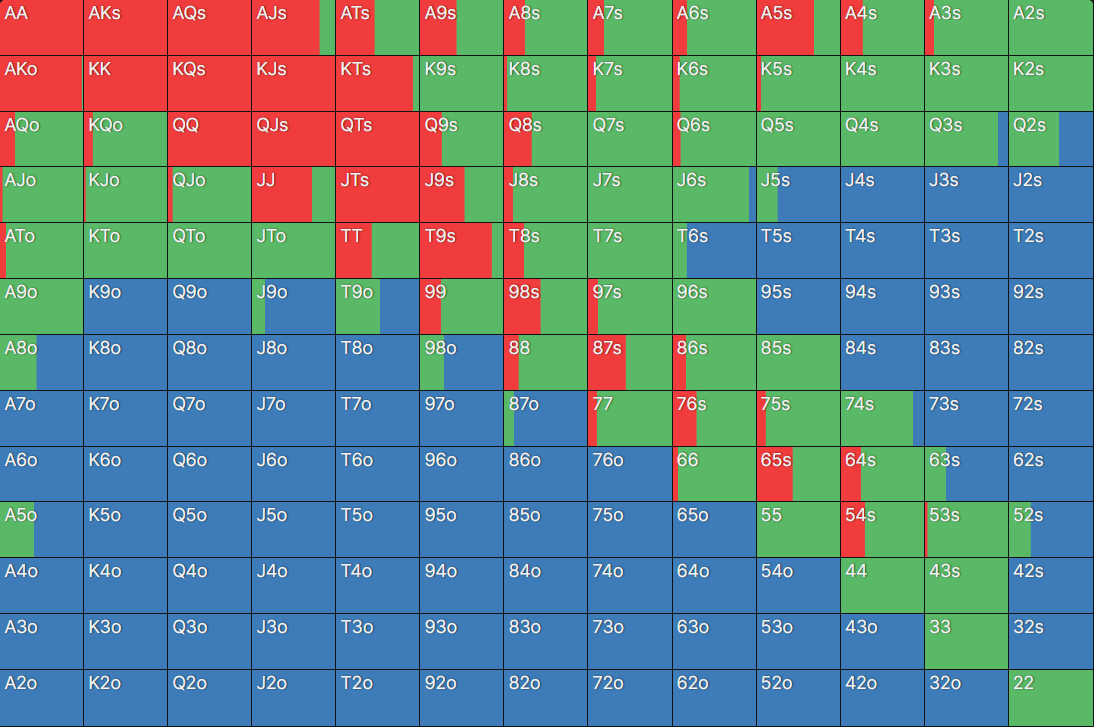 AA AKs AQs AJs ATs A9s A8s A7s A6s A5s A4s A3s A2s
AKo KK KQs KJs KTs K9s K8s K7s K6s K5s K4s K3s K2s
AQo KQo QQ QJs QTs Q9s Q8s Q7s Q6s Q5s Q4s Q3s Q2s
AJo KJo QJo JJ JTs J9s J8s J7s J6s J5s J4s J3s J2s
ATo KTo QTo JTo TT T9s T8s T7s T6s T5s T4s T3s T2s
A9o K9o Q9o J9o T9o 99 98s 97s 96s 95s 94s 93s 92s
A8o K8o Q8o J8o T8o 98o 88 87s 86s 85s 84s 83s 82s
A7o K7o Q7o J7o T7o 97o 87o 77 76s 75s 74s 73s 72s
A6o K6o Q6o J6o T6o 96o 86o 76o 66 65s 64s 63s 62s
A5o K5o Q5o J5o T5o 95o 85o 75o 65o 55 54s 53s 52s
A4o K4o Q4o J4o T4o 94o 84o 74o 64o 54o 44 43s 42s
A3o K3o Q3o J3o T3o 93o 83o 73o 63o 53o 43o 33 32s
A2o K2o Q2o J2o T2o 92o 82o 72o 62o 52o 42o 32o 22